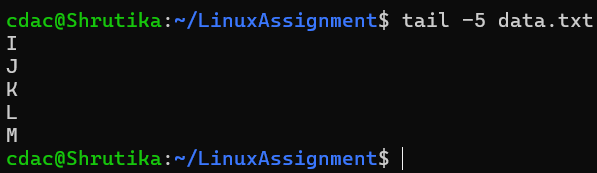 cdac@Shrutika:~/LinuxAssignment$ tail -5 data.txt
I
J
K
L
M
cdac@Shrutika:~/LinuxAssignment$